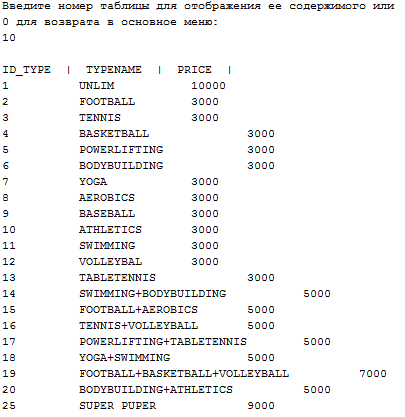 Введите номер таблицы для отображения ее содержимого или
0 для возврата в основное меню:
10
ID_TYPE | TYPENAME | PRICE |
1 UNLIM 10000
2 FOOTBALL 3000
3 TENNIS 3000
4 BASKETBALL 3000
5 POWERLIFTING 3000
6 BODYBUILDING 3000
7 YOGA 3000
8 AEROBICS 3000
9 BASEBALL 3000
10 ATHLETICS 3000
11 SWIMMING 3000
12 VOLLEYBAL 3000
13 TABLETENNIS 3000
14 SWIMMING+BODYBUILDING 5000
15 FOOTBALL+AEROBICS 5000
16 TENNIS+VOLLEYBALL 5000
17 POWERLIFTING+TABLETENNIS 5000
18 YOGA+SWIMMING 5000
19 FOOTBALL+BASKETBALL+VOLLEYBALL 7000
20 BODYBUILDING+ATHLETICS 5000
25 SUPER PUPER 9000